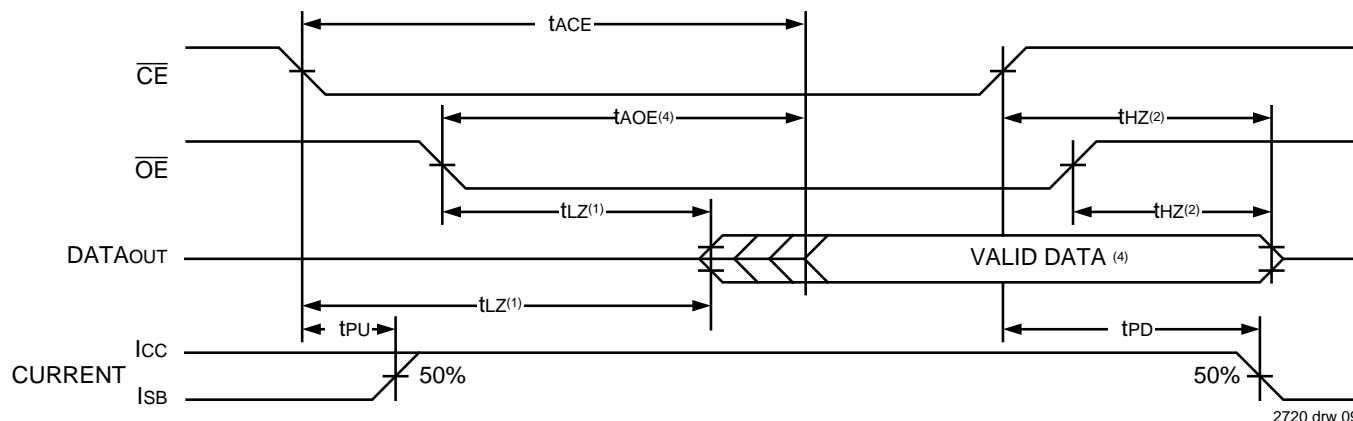 tACE
CE
tAOE(4)
tHZ(2)
OE
tLZ(1)
tHZ(2)
DATAOUT
VALID DATA (4)
tLZ(1)
tPU
tPD
ICC
CURRENT
50%
50%
ISB
2720 drw 09